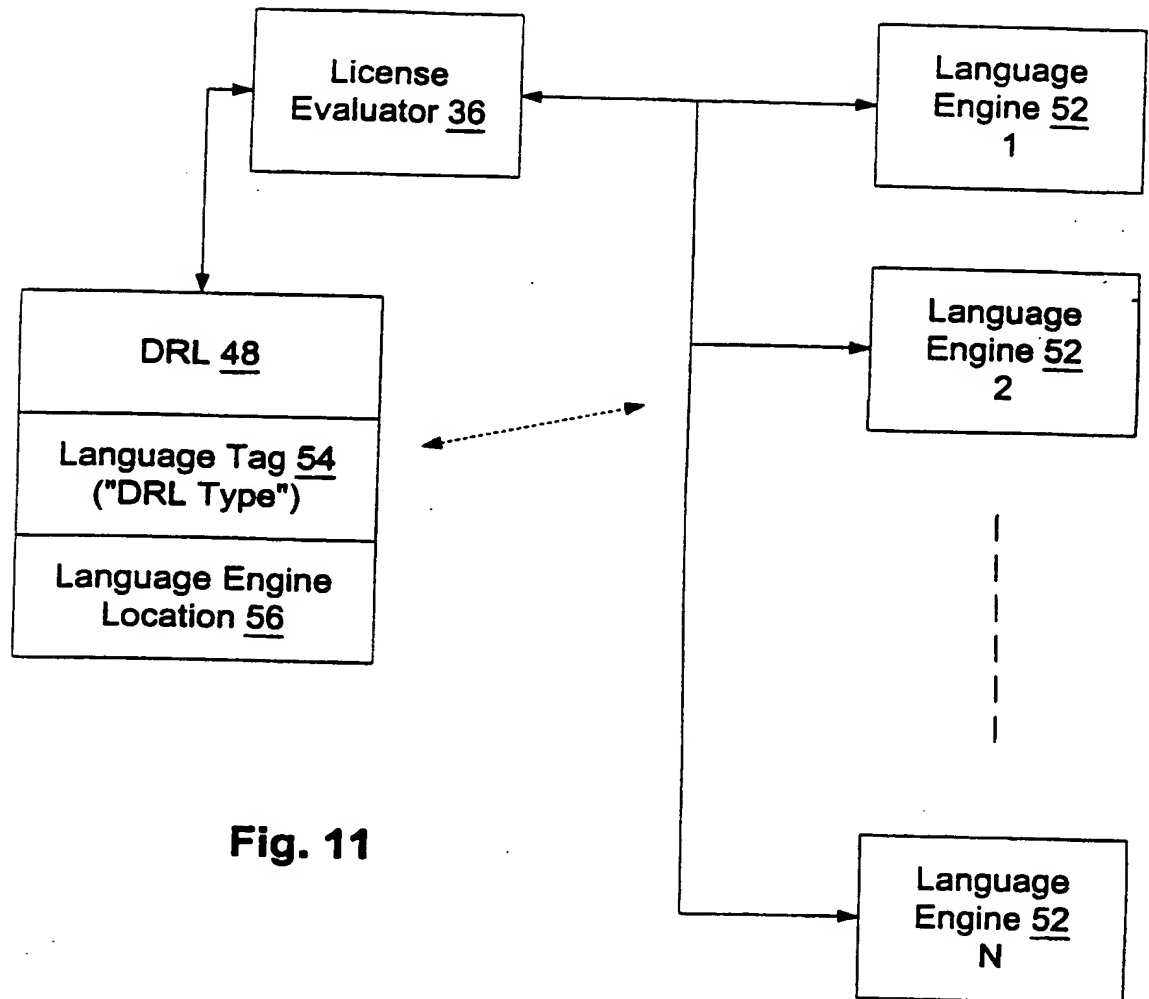 License
Evaluator 36
Language
Engine 52
1
Language
Engine 52
2
DRL 48
Language Tag 54
("DRL Type")
Language Engine
Location 56
Fig. 11
Language
Engine 52
N